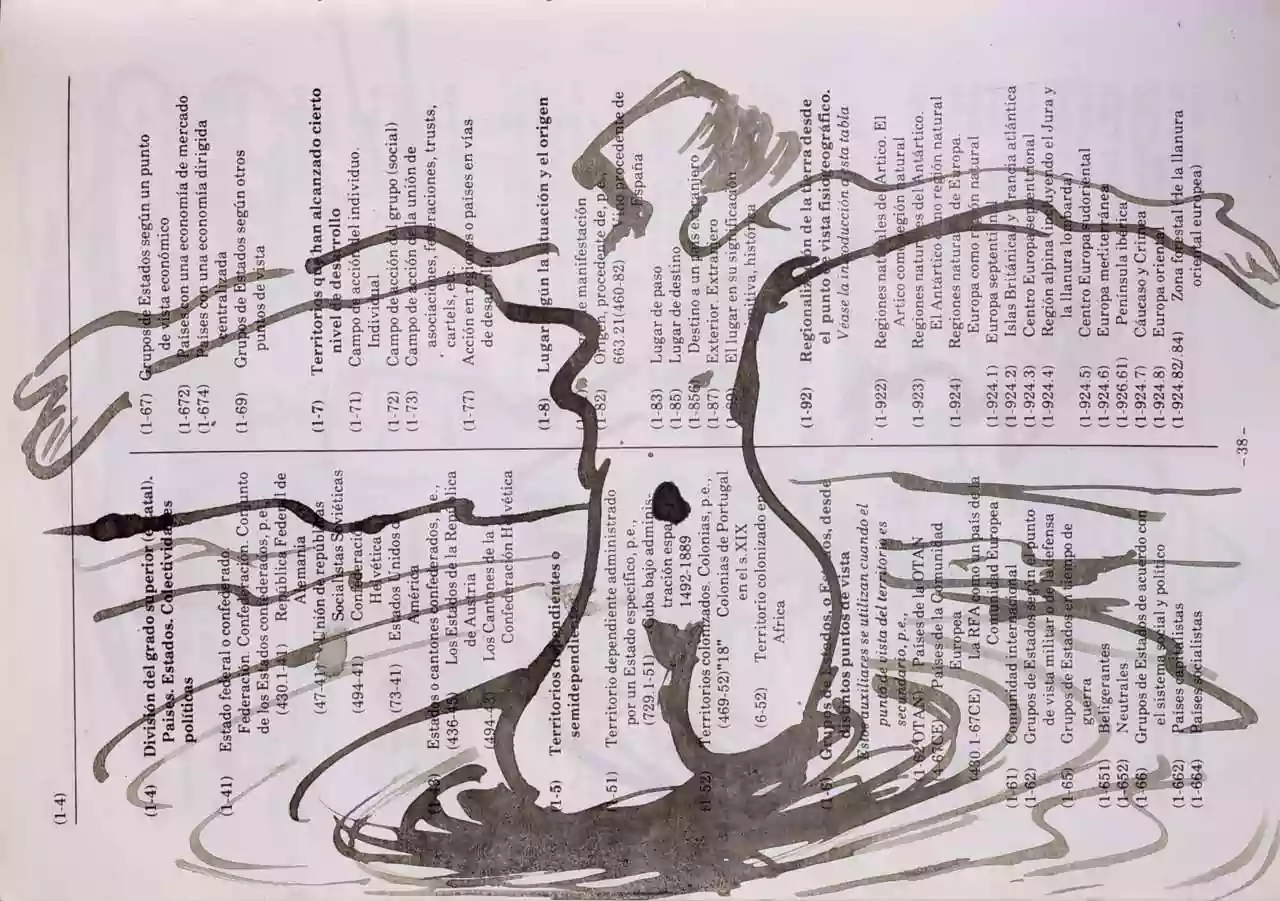 (1-4)
(1-4) División del grado superior (estatal).
Países. Estados. Colectividades
políticas
(1-41) Estado federal o confederado.
Federación. Confederación. Conjunto
de los Estados confederados, p.e.,
(430.1-41) República Federal de
Alemania
(47-41) Unión de repúblicas
Socialistas Soviéticas
(494-41) Confederación
Helvética
(73-41) Estados Unidos de
América
(1-43) Estados o cantones confederados, p.e.,
(436-43) Los Estados de la República
de Austria
(494-43) Los Cantones de la
Confederación Helvética
(1-5) Territorios dependientes o
semidependientes
(1-51) Territorio dependiente administrado
por un Estado específico, p.e.,
(729.1-51) Cuba bajo adminis-
tración española
1492-1889
(1-52) Territorios colonizados. Colonias, p.e.,
(469-52)"18" Colonias de Portugal
en el s.XIX
(6-52) Territorio colonizado en
Africa
(1-6) Grupos de Estados o Estados, desde
distintos puntos de vista
Estos auxiliares se utilizan cuando el
punto de vista del territorio es
secundario, p.e.,
(1-62OTAN) Países de la OTAN
(4-67CE) Países de la Comunidad
Europea
(430.1-67CE) La RFA como un país de la
Comunidad Europea
(1-61) Comunidad Internacional
(1-62) Grupos de Estados según el punto
de vista militar o de la defensa
(1-65) Grupos de Estados en tiempo de
guerra
(1-651) Beligerantes
(1-652) Neutrales
(1-66) Grupos de Estados de acuerdo con
el sistema social y político
(1-662) Países capitalistas
(1-664) Países socialistas
(1-67) Grupos de Estados según un punto
de vista económico
(1-672) Países con una economía de mercado
(1-674) Países con una economía dirigida
centralizada
(1-69) Grupos de Estados según otros
puntos de vista
(1-7) Territorios que han alcanzado cierto
nivel de desarrollo
(1-71) Campo de acción del individuo.
Individual
(1-72) Campo de acción del grupo (social)
(1-73) Campo de acción de la unión de
asociaciones, federaciones, trusts,
cartels, etc.
(1-77) Acción en regiones o países en vías
de desarrollo
(1-8) Lugar según la situación y el origen
de manifestación
(1-82) Origen, procedente de, p.e.,
663.21(460-82) Vino procedente de
España
(1-83) Lugar de paso
(1-85) Lugar de destino
(1-856) Destino a un país extranjero
(1-87) Exterior. Extranjero
El lugar en su significación
histórica
(1-92) Regionalización de la tierra desde
el punto de vista fisiogeográfico.
Véase la introducción a esta tabla
(1-922) Regiones naturales del Artico. El
Artico como región natural
(1-923) Regiones naturales del Antártico.
El Antártico como región natural
(1-924) Regiones naturales de Europa.
Europa como región natural
(1-924.1) Europa septentrional
(1-924.2) Islas Británicas y Francia atlántica
(1-924.3) Centro Europa septentrional
(1-924.4) Región alpina (incluyendo el Jura y
la llanura lombarda)
(1-924.5) Centro Europa sudoriental
(1-924.6) Europa mediterránea
(1-926.61) Península ibérica
(1-924.7) Cáucaso y Crimea
(1-924.8) Europa oriental
(1-924.82/.84) Zona forestal (de la llanura
oriental europea)
- 38 -